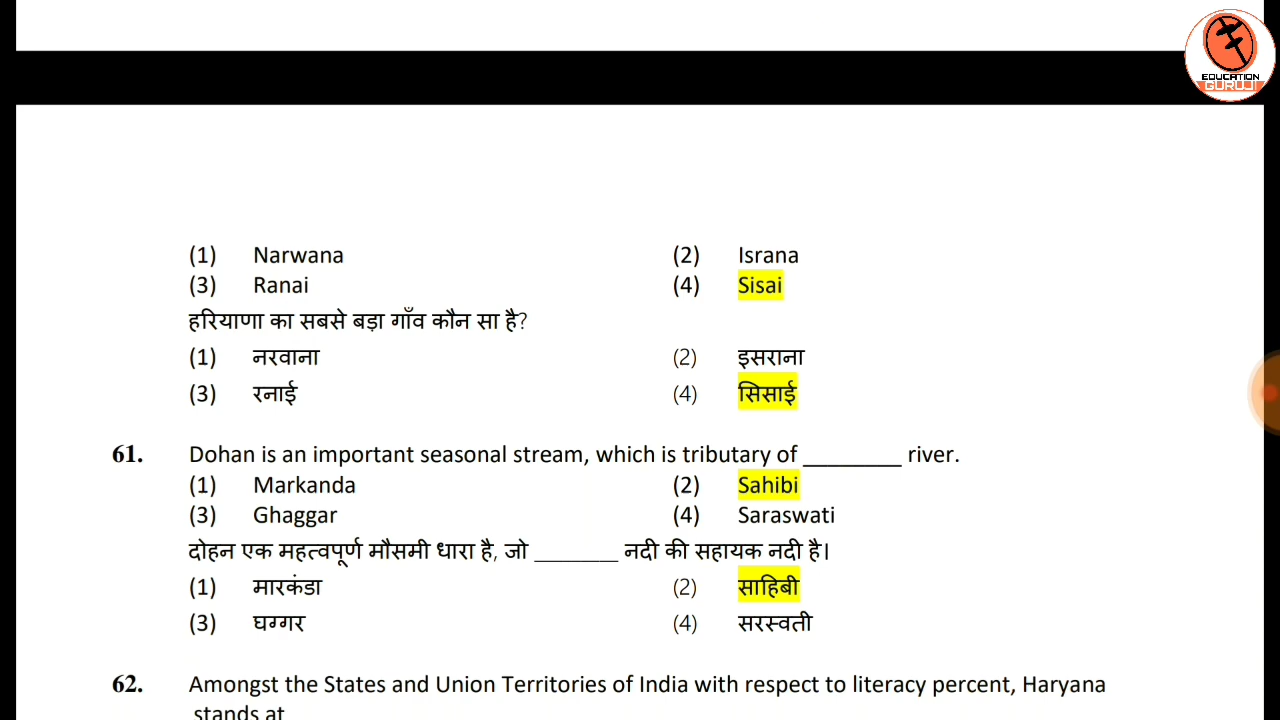 EDUCATION
GURUJI
(1) Narwana (2) Israna
(3) Ranai (4) Sisai
हरियाणा का सबसे बड़ा गाँव कौन सा है?
(1) नरवाना (2) इसराना
(3) रनाई (4) सिसाई
61. Dohan is an important seasonal stream, which is tributary of ________ river.
(1) Markanda (2) Sahibi
(3) Ghaggar (4) Saraswati
दोहन एक महत्वपूर्ण मौसमी धारा है, जो _______ नदी की सहायक नदी है।
(1) मारकंडा (2) साहिबी
(3) घग्गर (4) सरस्वती
62. Amongst the States and Union Territories of India with respect to literacy percent, Haryana
stands at